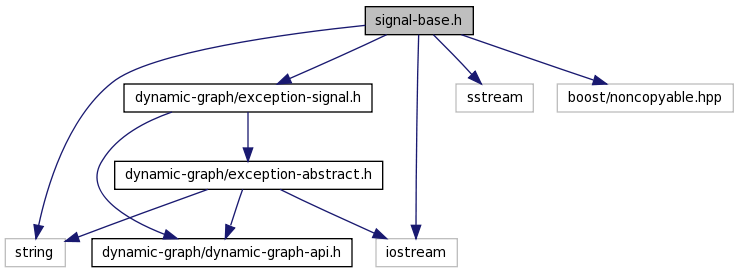 signal-base.h
dynamic-graph/exception-signal.h
sstream
boost/noncopyable.hpp
dynamic-graph/exception-abstract.h
string
dynamic-graph/dynamic-graph-api.h
iostream